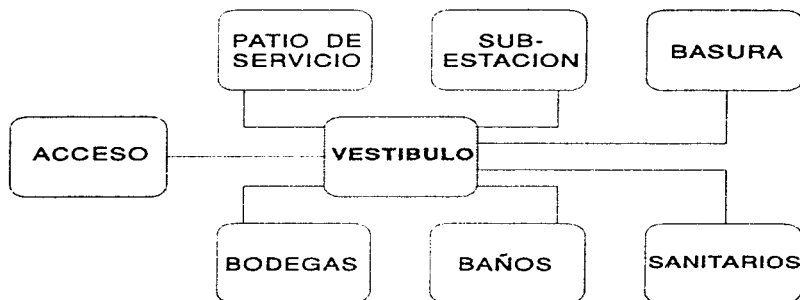 PATIO DE
SERVICIO
SUB-
ESTACION
BASURA
ACCESO
VESTIBULO
BODEGAS
BAÑOS
SANITARIOS